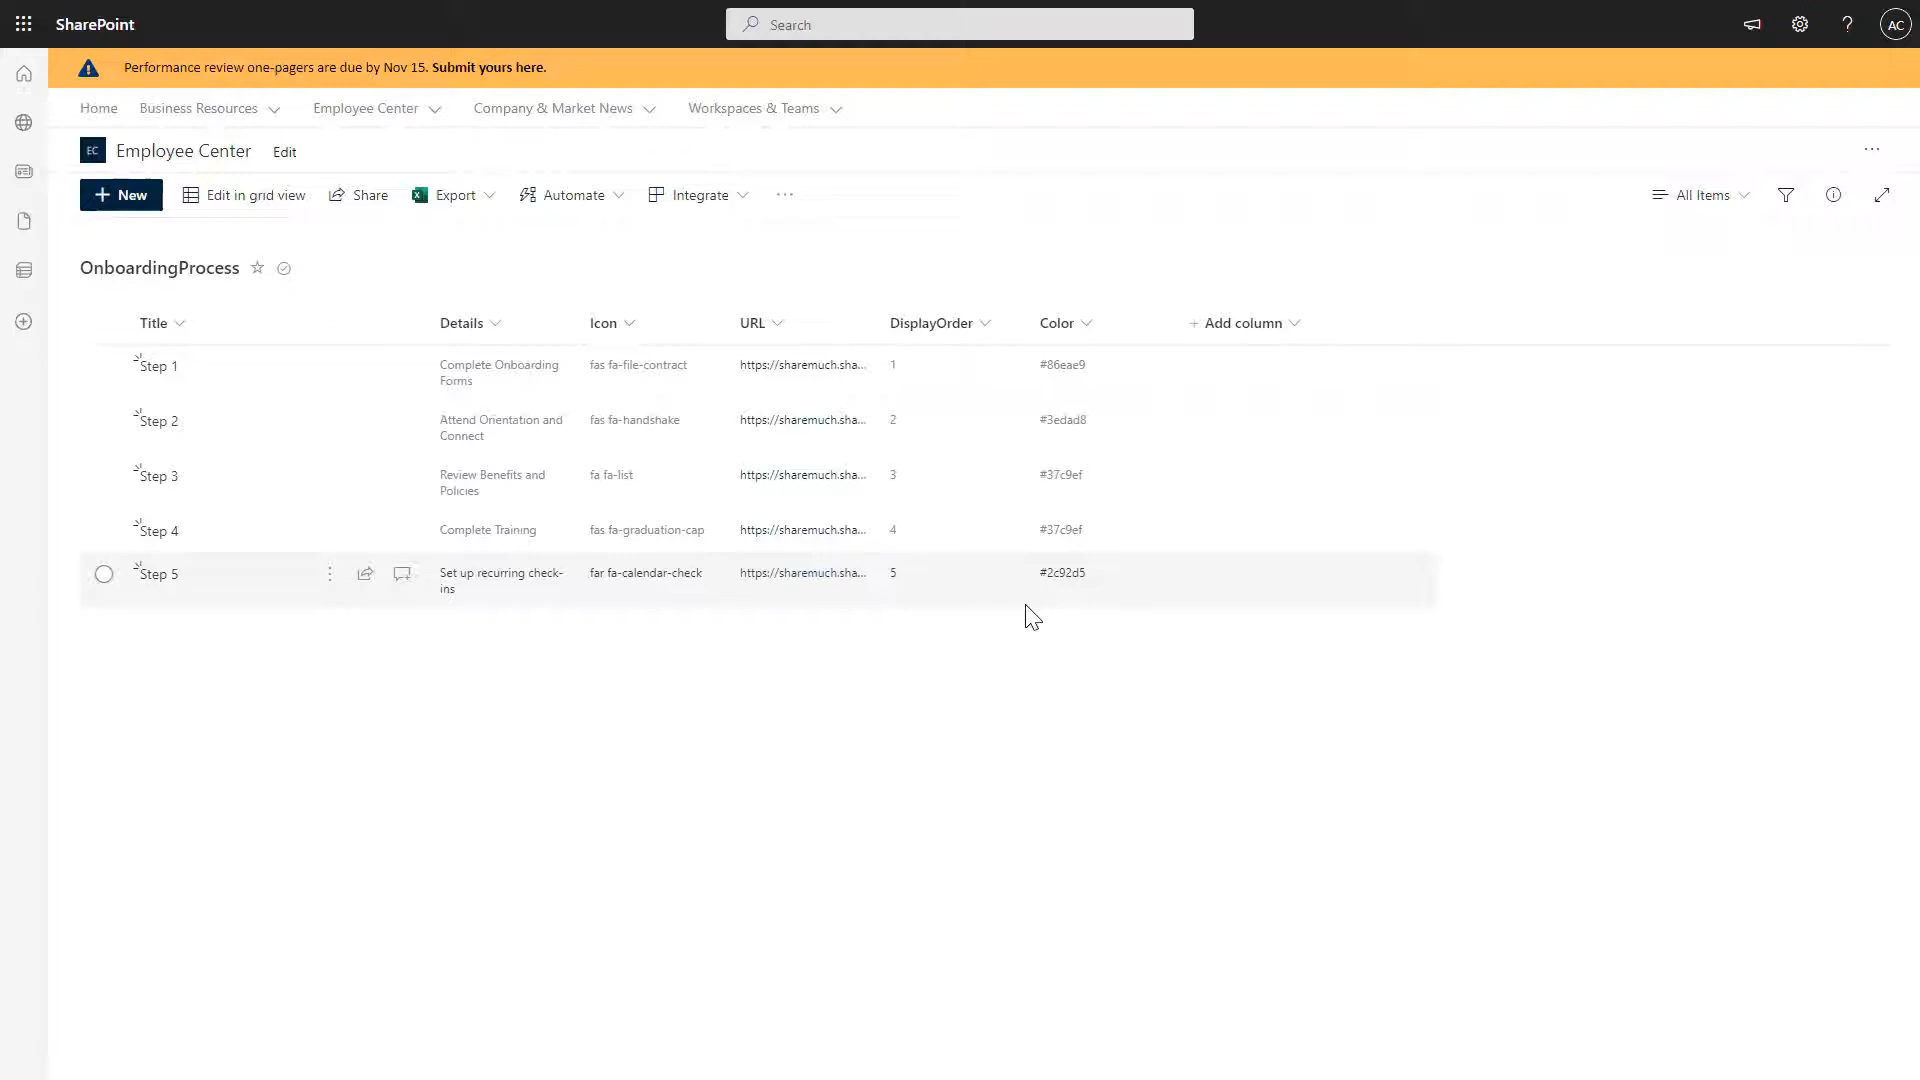 SharePoint
Search
AC
Performance review one-pagers are due by Nov 15. Submit yours here.
Home Business Resources Employee Center Company & Market News Workspaces & Teams
EC Employee Center Edit
New Edit in grid view Share Export Automate Integrate All Items
OnboardingProcess
Title Details Icon URL DisplayOrder Color + Add column
Step 1 Complete Onboarding fas fa-file-contract https://sharemuch.sha... 1 #86eae9
Forms
Step 2 Attend Orientation and fas fa-handshake https://sharemuch.sha... 2 #3edad8
Connect
Step 3 Review Benefits and fa fa-list https://sharemuch.sha... 3 #37c9ef
Policies
Step 4 Complete Training fas fa-graduation-cap https://sharemuch.sha... 4 #37c9ef
Step 5 Set up recurring check- far fa-calendar-check https://sharemuch.sha... 5 #2c92d5
ins